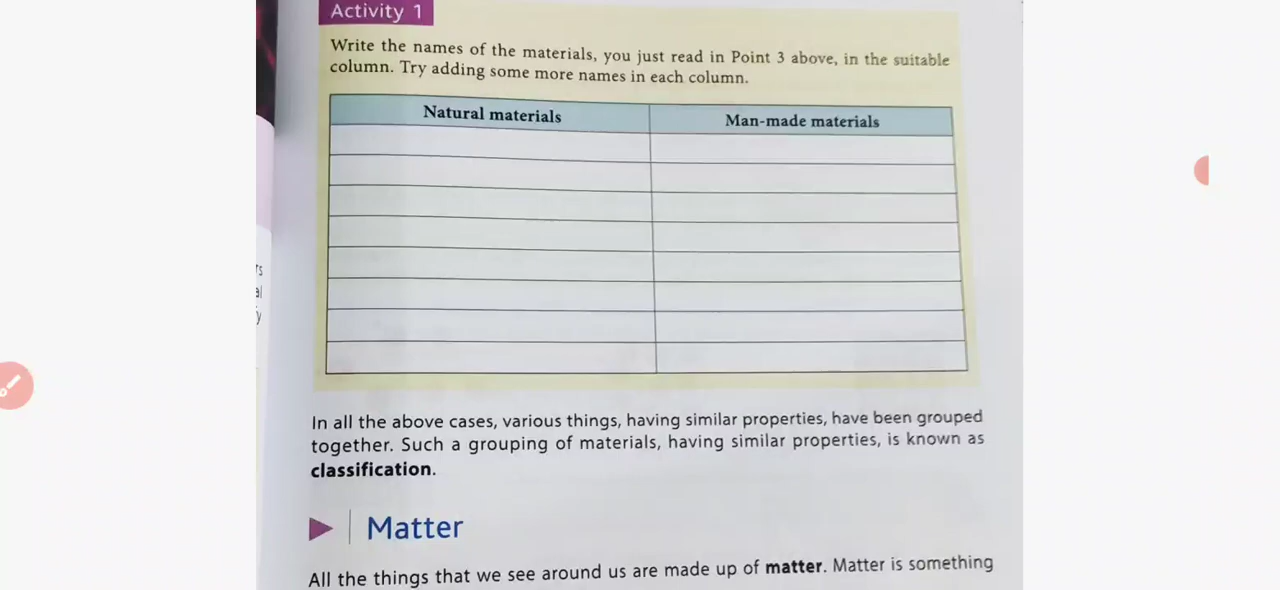 Activity 1
Write the names of the materials, you just read in Point 3 above, in the suitable
column. Try adding some more names in each column.
Natural materials
Man-made materials
rs
al
y
In all the above cases, various things, having similar properties, have been grouped
together. Such a grouping of materials, having similar properties, is known as
classification.
Matter
All the things that we see around us are made up of matter. Matter is something